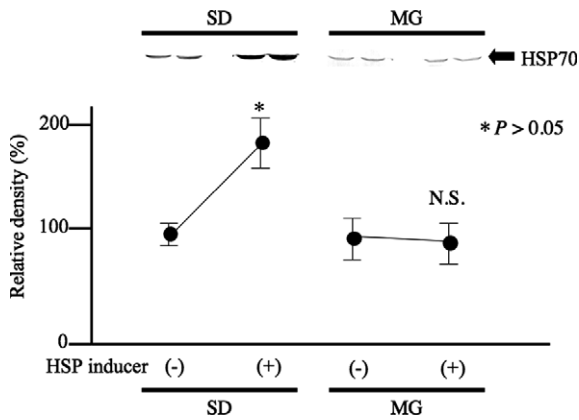 SD MG
HSP70
200
*
* P > 0.05
N.S.
100
0
Relative density (%)
HSP inducer (-) (+) (-) (+)
SD MG